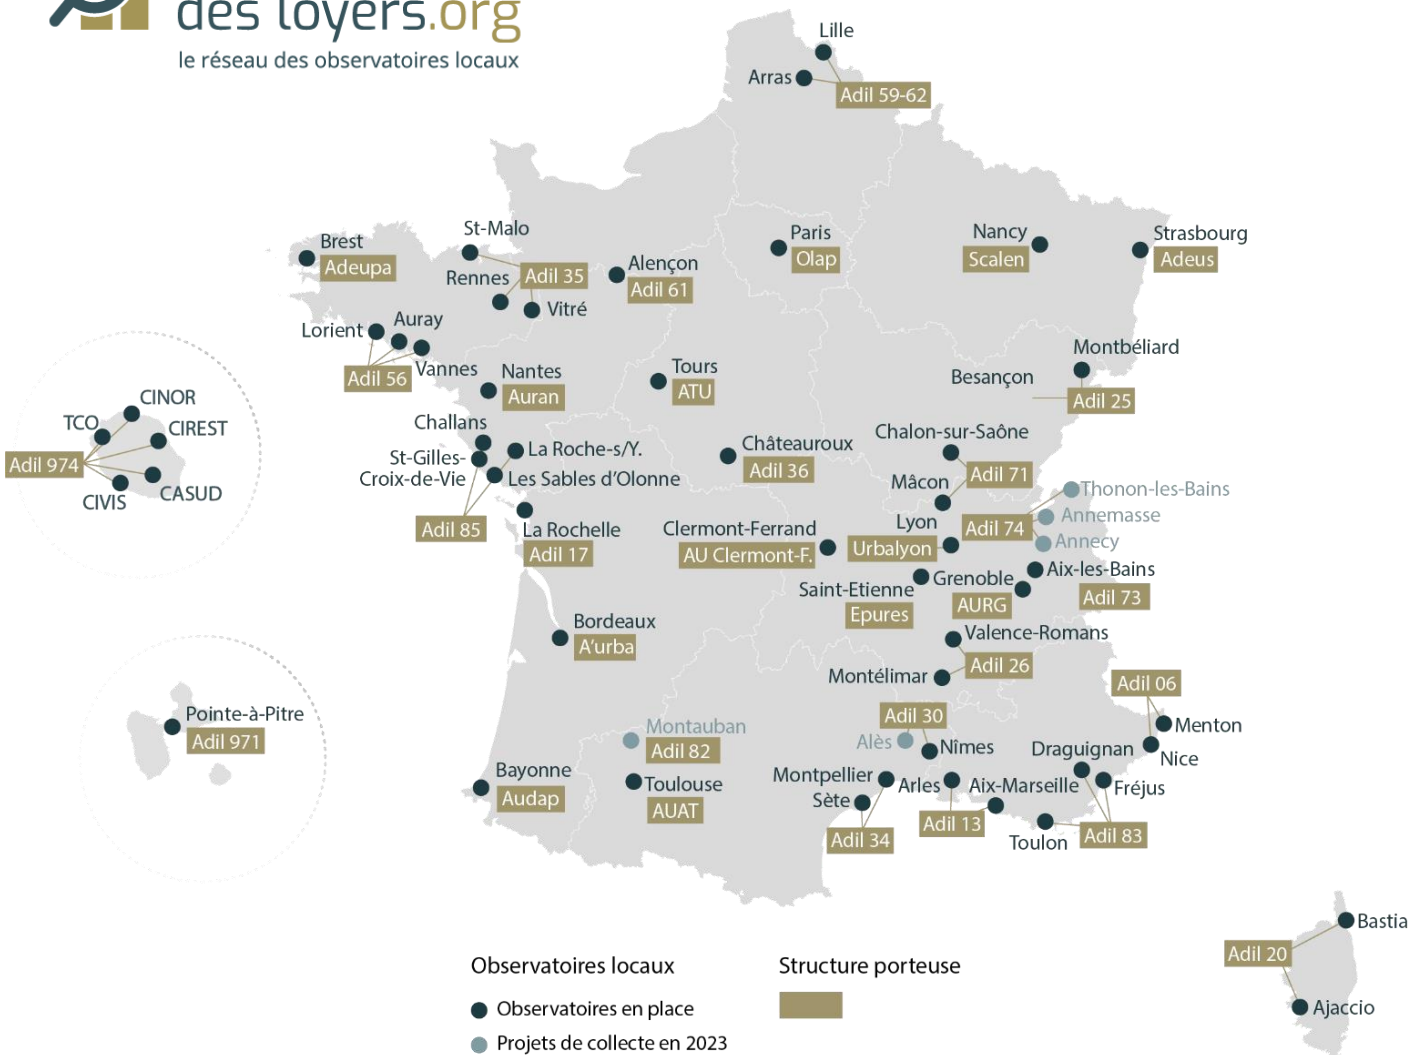 des loyers.org
le réseau des observatoires locaux
Lille
Arras
Adil 59-62
St-Malo
Brest
Adeupa
Rennes
Adil 35
Vitré
Alençon
Adil 61
Paris
Olap
Nancy
Scalen
Strasbourg
Adeus
Lorient
Auray
Vannes
Adil 56
Nantes
Auran
Tours
ATU
Besançon
Montbéliard
Adil 25
CINOR
TCO
CIREST
Adil 974
CIVIS
CASUD
Challans
St-Gilles-
Croix-de-Vie
La Roche-s/Y.
Les Sables d'Olonne
Adil 85
La Rochelle
Adil 17
Châteauroux
Adil 36
Chalon-sur-Saône
Adil 71
Mâcon
Thonon-les-Bains
Annemasse
Annecy
Adil 74
Lyon
Urbalyon
Clermont-Ferrand
AU Clermont-F.
Saint-Etienne
Epures
Grenoble
AURG
Aix-les-Bains
Adil 73
Bordeaux
A'urba
Valence-Romans
Adil 26
Montélimar
Adil 06
Menton
Nice
Pointe-à-Pitre
Adil 971
Montauban
Adil 82
Toulouse
AUAT
Adil 30
Alès
Nîmes
Bayonne
Audap
Montpellier
Sète
Adil 34
Arles
Aix-Marseille
Adil 13
Draguignan
Fréjus
Toulon
Adil 83
Bastia
Adil 20
Ajaccio
Observatoires locaux
Observatoires en place
Projets de collecte en 2023
Structure porteuse